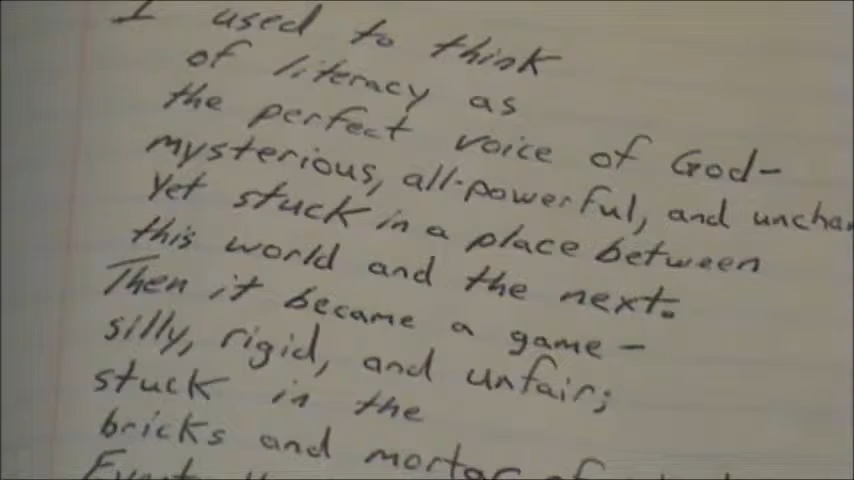 I used to think
of literacy as
the perfect voice of God-
mysterious, all-powerful, and uncha
yet stuck in a place between
this world and the next.
Then it became a game-
silly, rigid, and unfair;
stuck in the
bricks and mortar of